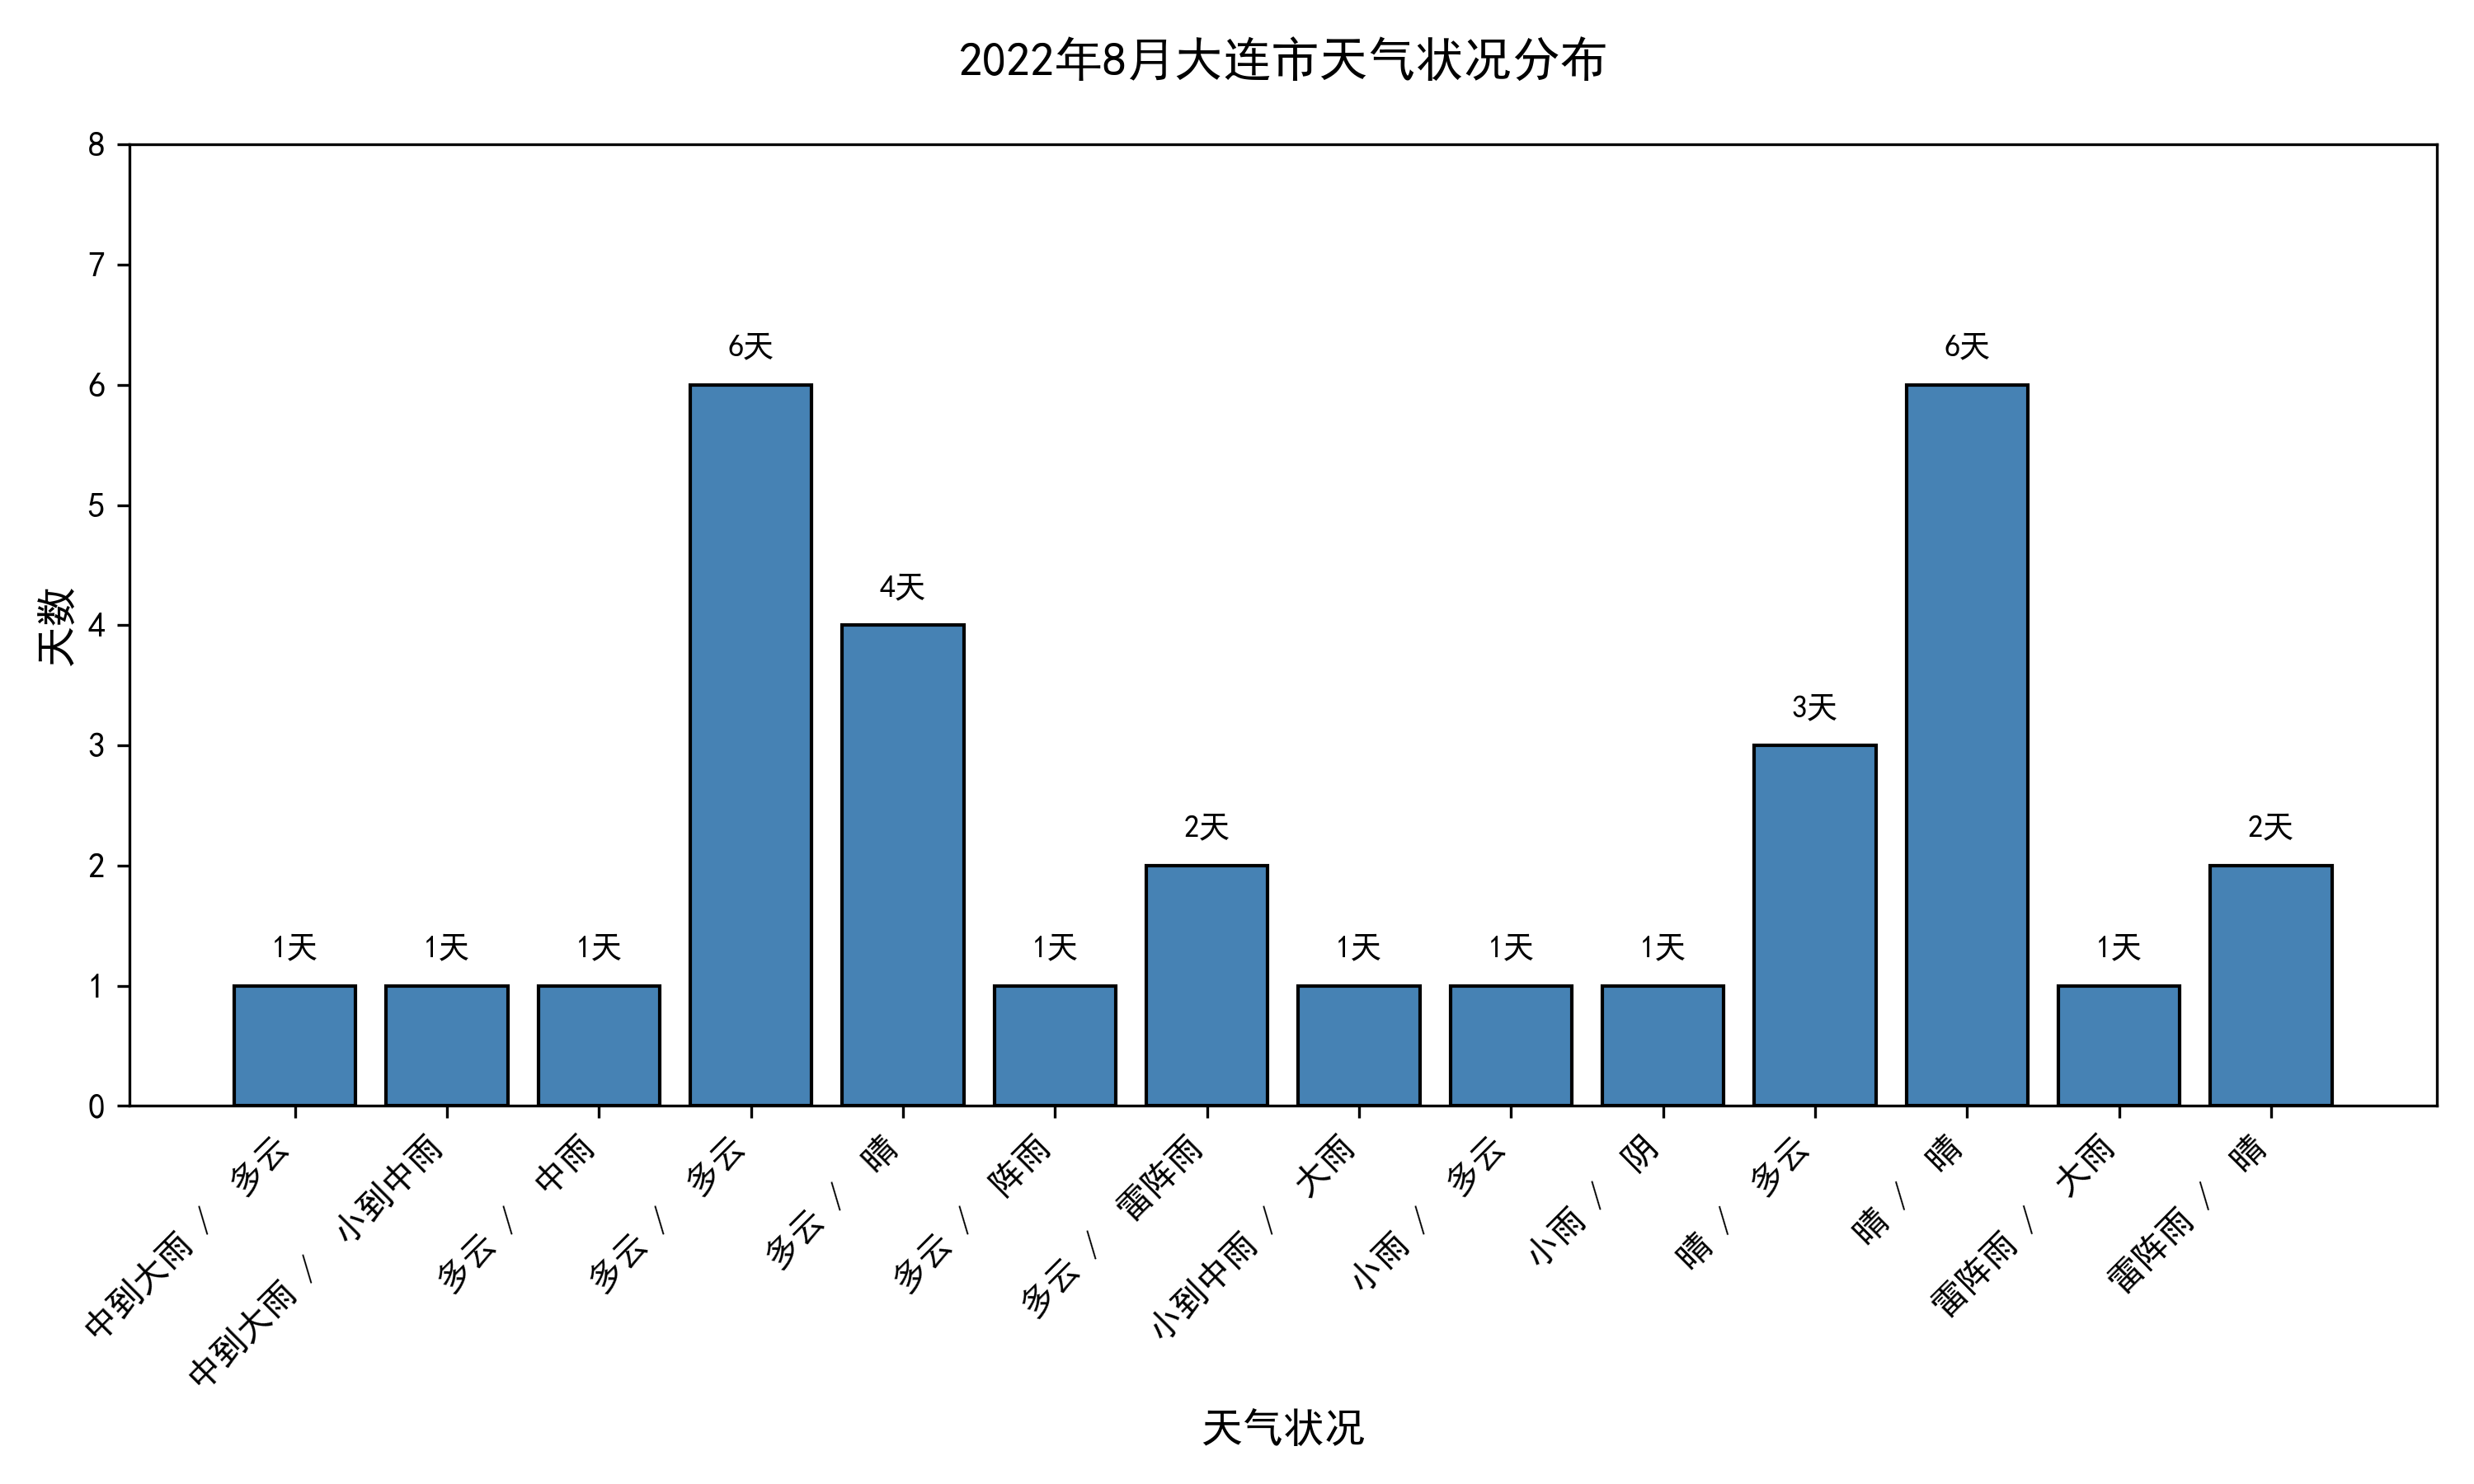 2022年8月大连市天气状况分布
天数
8
7
6
5
4
3
2
1
0
1天
1天
1天
6天
4天
1天
2天
1天
1天
1天
3天
6天
1天
2天
中到大雨 / 多云
中到大雨 / 小到中雨
多云 / 中雨
多云 / 多云
多云 / 晴
多云 / 阵雨
多云 / 雷阵雨
小到中雨 / 大雨
小雨 / 多云
小雨 / 阴
晴 / 多云
晴 / 晴
雷阵雨 / 大雨
雷阵雨 / 晴
天气状况